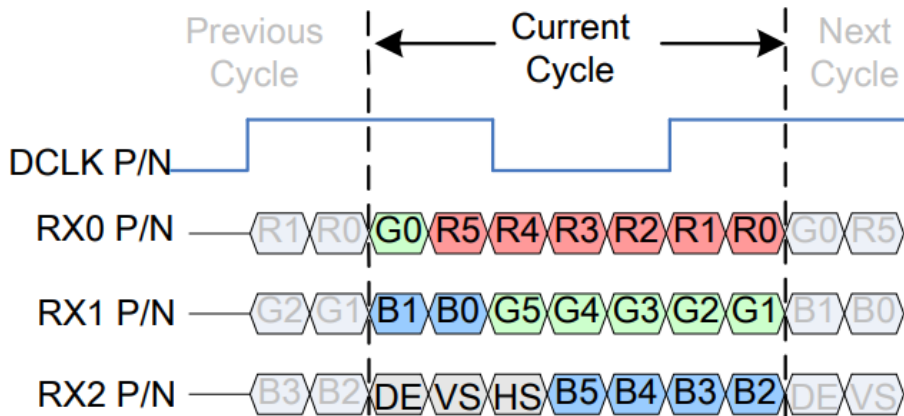 Previous Cycle
Current Cycle
Next Cycle
DCLK P/N
RX0 P/N R1 R0 G0 R5 R4 R3 R2 R1 R0 G0 R5
RX1 P/N G2 G1 B1 B0 G5 G4 G3 G2 G1 B1 B0
RX2 P/N B3 B2 DE VS HS B5 B4 B3 B2 DE VS